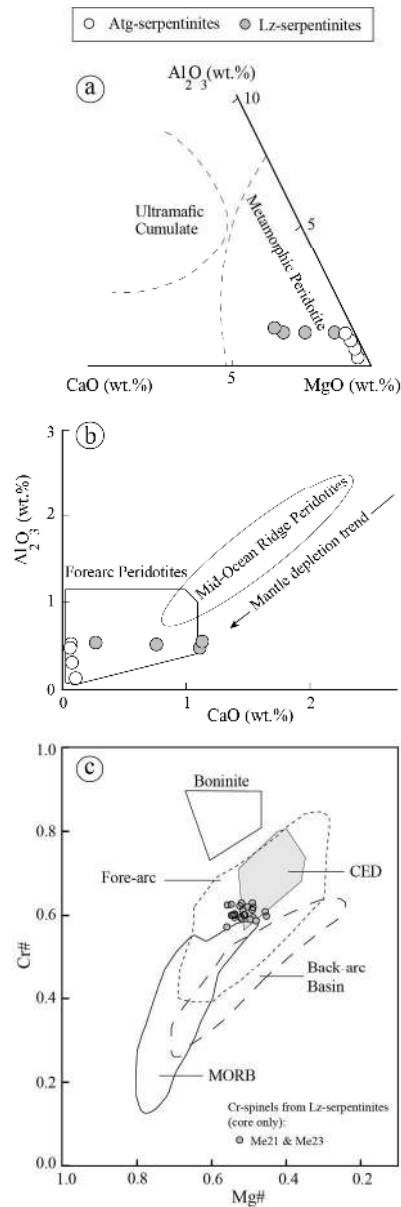 Atg-serpentinites Lz-serpentinites
a
Al2O3 (wt.%)
10
Ultramafic
Cumulate
Metamorphic Peridotite
5
CaO (wt.%) 5 MgO (wt.%)
b
3
2
1
0
Al2O3 (wt.%)
Mid-Ocean Ridge Peridotites
Mantle depletion trend
Forearc Peridotites
0 1 2
CaO (wt.%)
c
1.0
0.8
0.6
0.4
0.2
0.0
Cr#
Boninite
Fore-arc
CED
Back-arc
Basin
MORB
Cr-spinels from Lz-serpentinites
(core only):
Me21 & Me23
1.0 0.8 0.6 0.4 0.2
Mg#